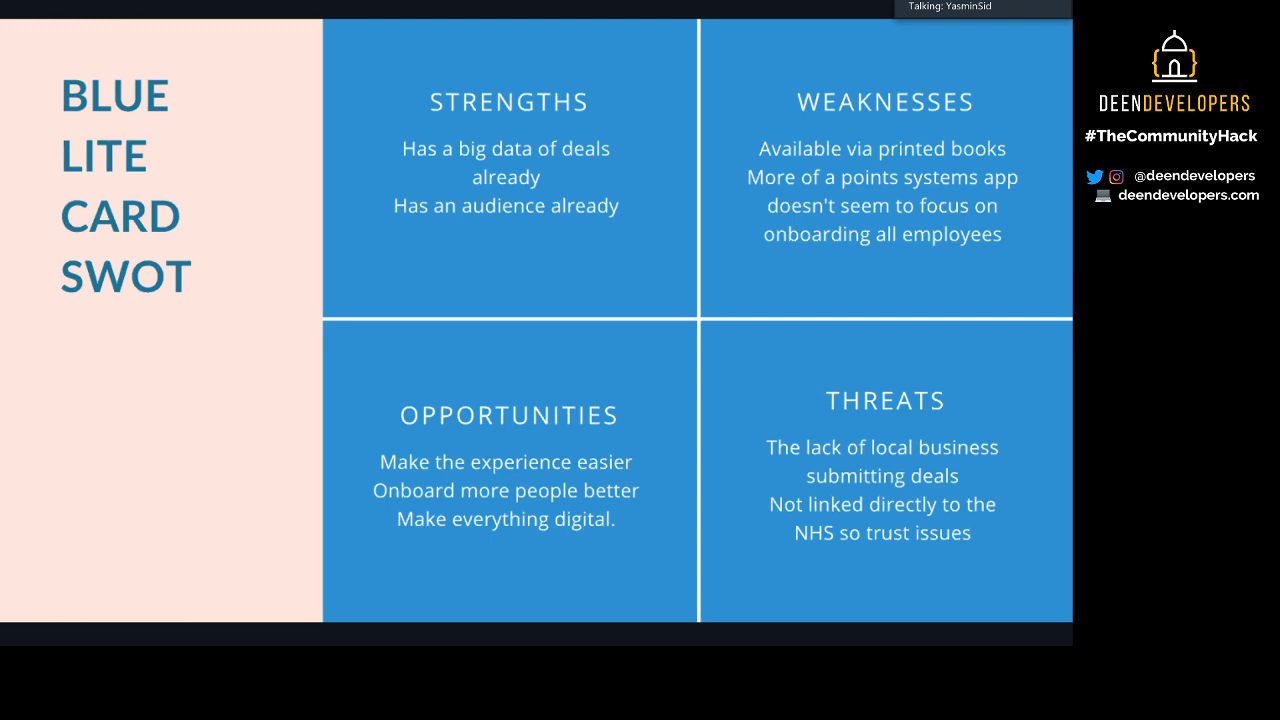 Talking: YasminSid
BLUE
LITE
CARD
SWOT
STRENGTHS
Has a big data of deals
already
Has an audience already
WEAKNESSES
Available via printed books
More of a points systems app
doesn't seem to focus on
onboarding all employees
OPPORTUNITIES
Make the experience easier
Onboard more people better
Make everything digital.
THREATS
The lack of local business
submitting deals
Not linked directly to the
NHS so trust issues
DEENDEVELOPERS
#TheCommunityHack
@deendevelopers
deendevelopers.com